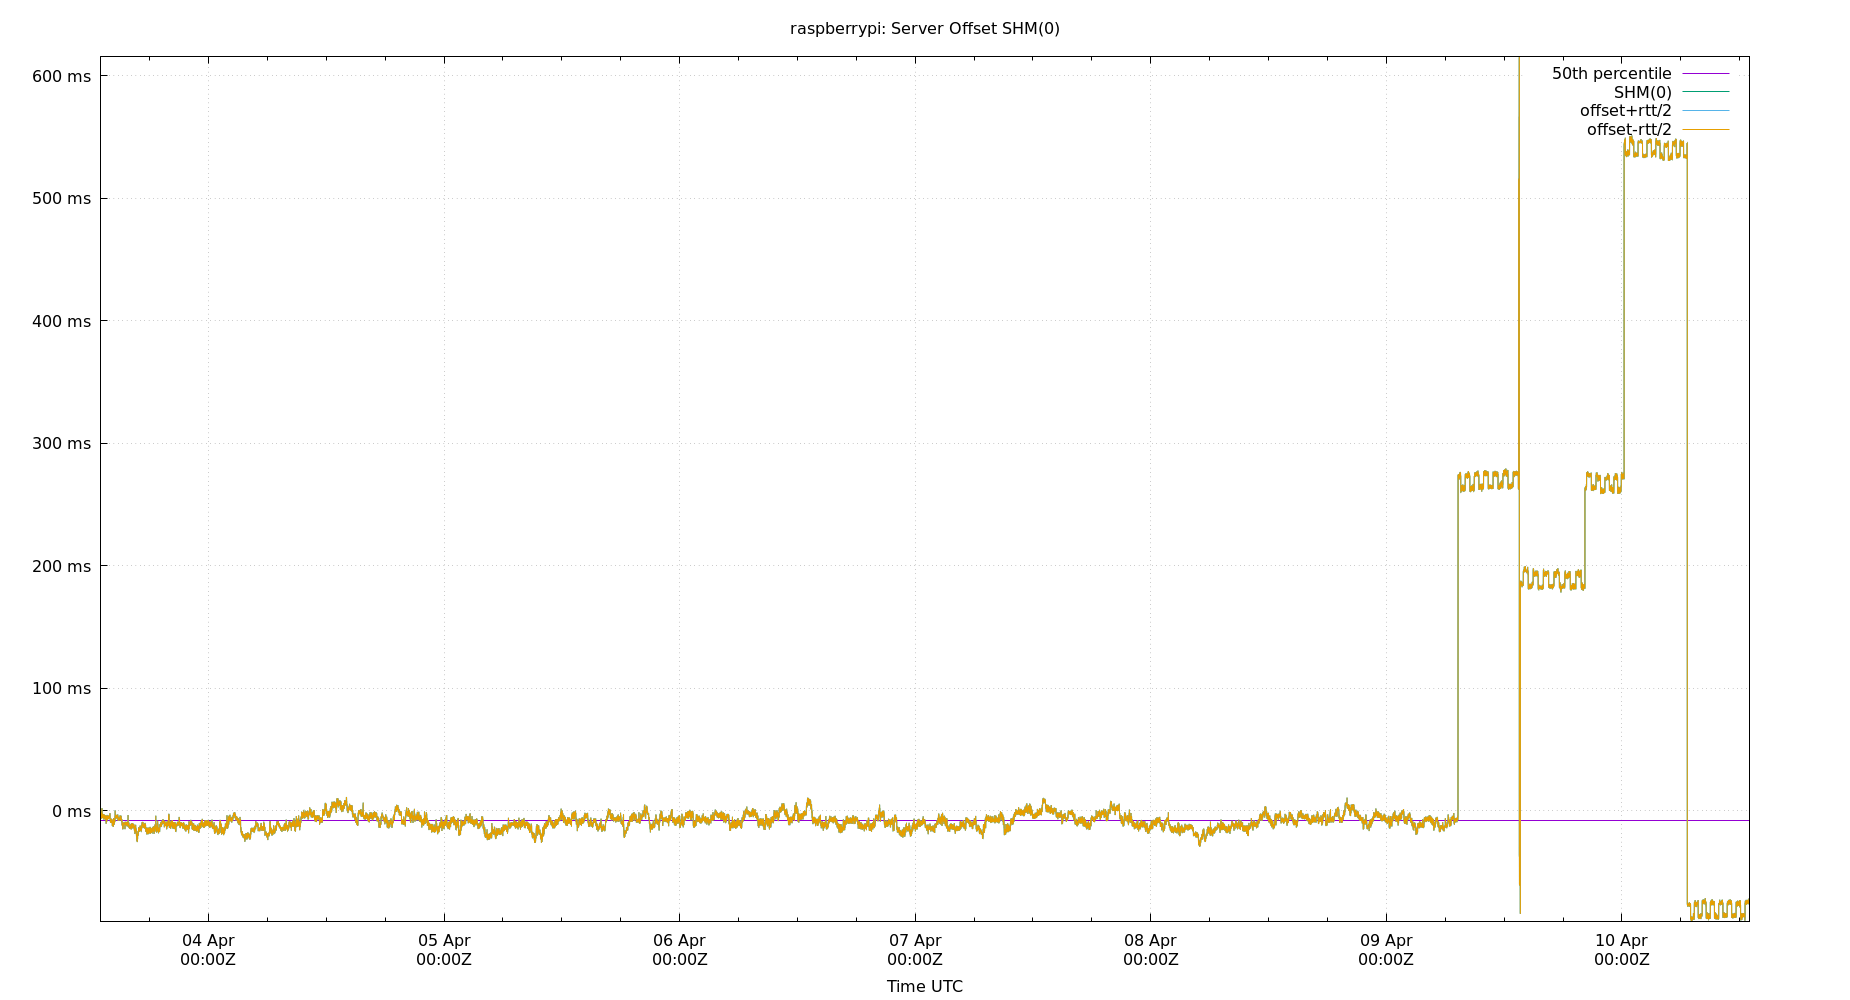 raspberrypi: Server Offset SHM(0)
50th percentile
SHM(0)
offset+rtt/2
offset-rtt/2
600 ms
500 ms
400 ms
300 ms
200 ms
100 ms
0 ms
04 Apr 05 Apr 06 Apr 07 Apr 08 Apr 09 Apr 10 Apr
00:00Z 00:00Z 00:00Z 00:00Z 00:00Z 00:00Z 00:00Z
Time UTC